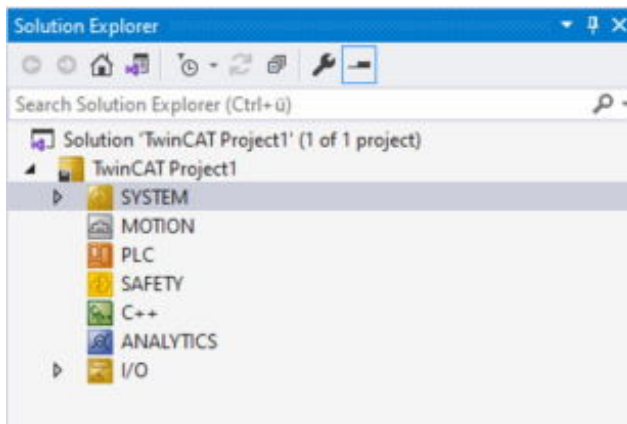 Solution Explorer
Search Solution Explorer (Ctrl+ü)
Solution 'TwinCAT Project1' (1 of 1 project)
TwinCAT Project1
SYSTEM
MOTION
PLC
SAFETY
C++
ANALYTICS
I/O